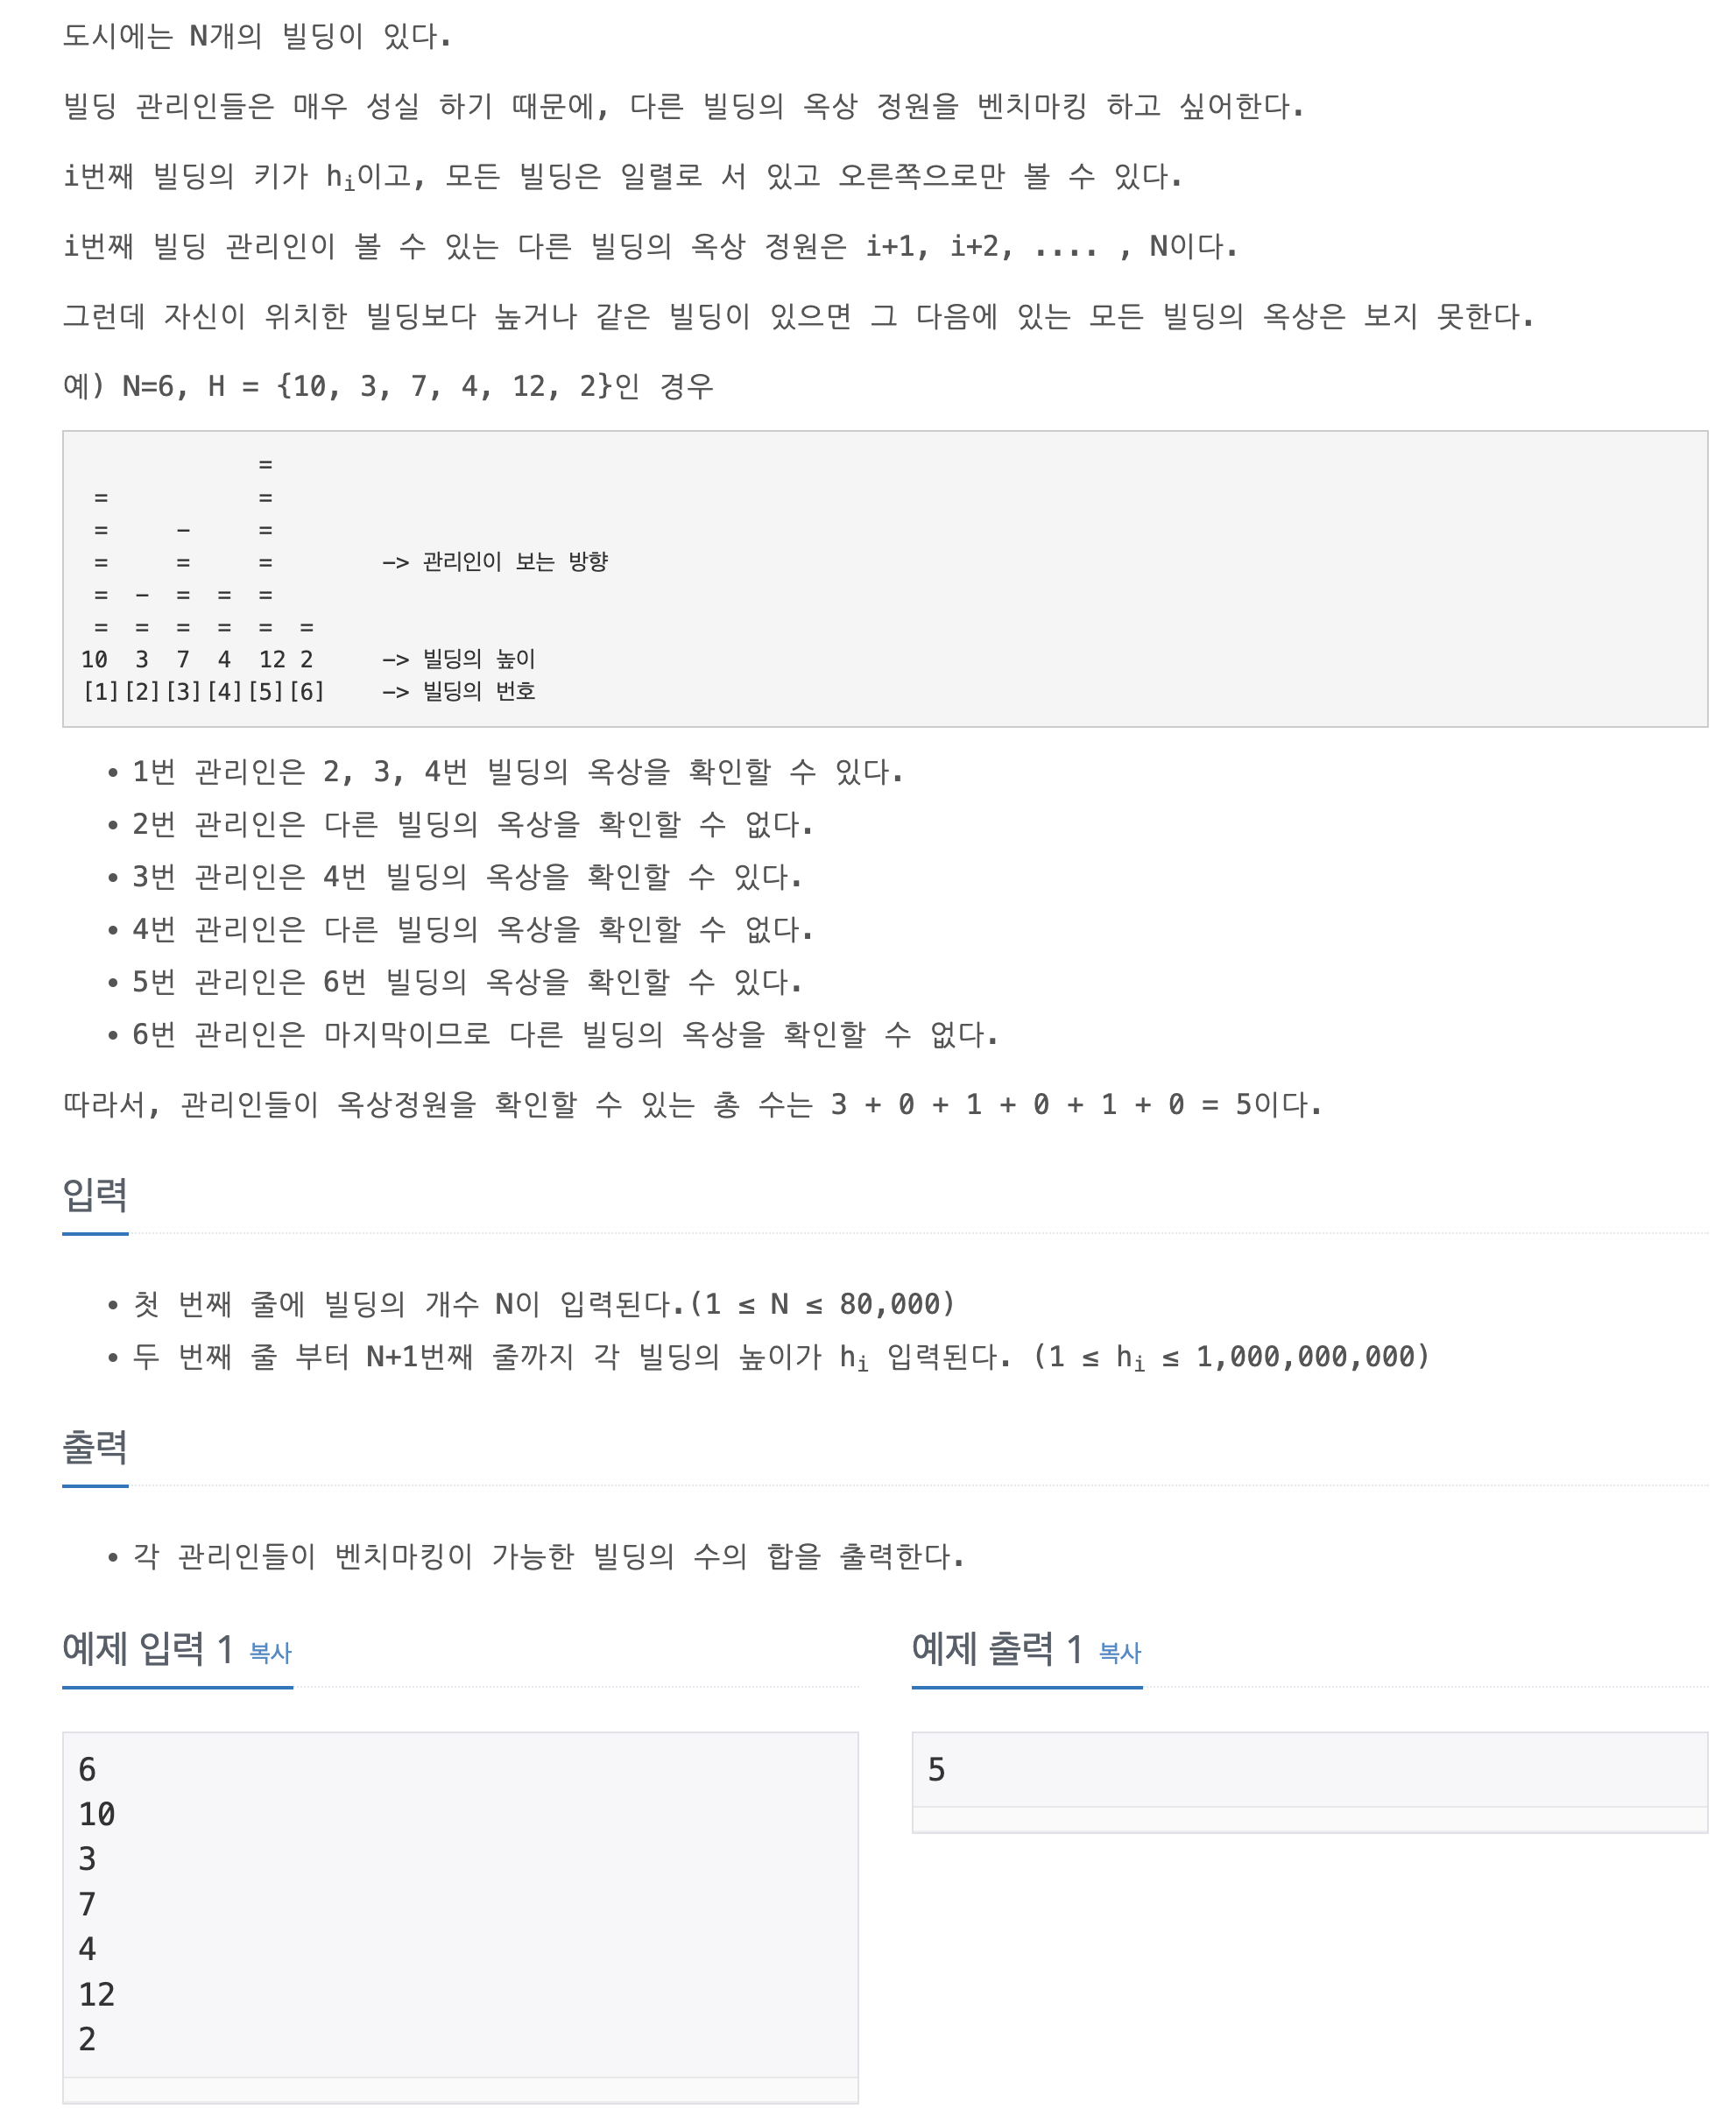 도시에는 N개의 빌딩이 있다.
빌딩 관리인들은 매우 성실 하기 때문에, 다른 빌딩의 옥상 정원을 벤치마킹 하고 싶어한다.
i번째 빌딩의 키가 hi이고, 모든 빌딩은 일렬로 서 있고 오른쪽으로만 볼 수 있다.
i번째 빌딩 관리인이 볼 수 있는 다른 빌딩의 옥상 정원은 i+1, i+2, .... , N이다.
그런데 자신이 위치한 빌딩보다 높거나 같은 빌딩이 있으면 그 다음에 있는 모든 빌딩의 옥상은 보지 못한다.
예) N=6, H = {10, 3, 7, 4, 12, 2}인 경우
             =
 =           =
 =     -     =
 =     =     =        -> 관리인이 보는 방향
 =  -  =  =  =
 =  =  =  =  =  =
10  3  7  4  12 2     -> 빌딩의 높이
[1][2][3][4][5][6]    -> 빌딩의 번호
• 1번 관리인은 2, 3, 4번 빌딩의 옥상을 확인할 수 있다.
• 2번 관리인은 다른 빌딩의 옥상을 확인할 수 없다.
• 3번 관리인은 4번 빌딩의 옥상을 확인할 수 있다.
• 4번 관리인은 다른 빌딩의 옥상을 확인할 수 없다.
• 5번 관리인은 6번 빌딩의 옥상을 확인할 수 있다.
• 6번 관리인은 마지막이므로 다른 빌딩의 옥상을 확인할 수 없다.
따라서, 관리인들이 옥상정원을 확인할 수 있는 총 수는 3 + 0 + 1 + 0 + 1 + 0 = 5이다.
입력
• 첫 번째 줄에 빌딩의 개수 N이 입력된다.(1 ≤ N ≤ 80,000)
• 두 번째 줄 부터 N+1번째 줄까지 각 빌딩의 높이가 hi 입력된다. (1 ≤ hi ≤ 1,000,000,000)
출력
• 각 관리인들이 벤치마킹이 가능한 빌딩의 수의 합을 출력한다.
예제 입력 1 복사
6
10
3
7
4
12
2
예제 출력 1 복사
5